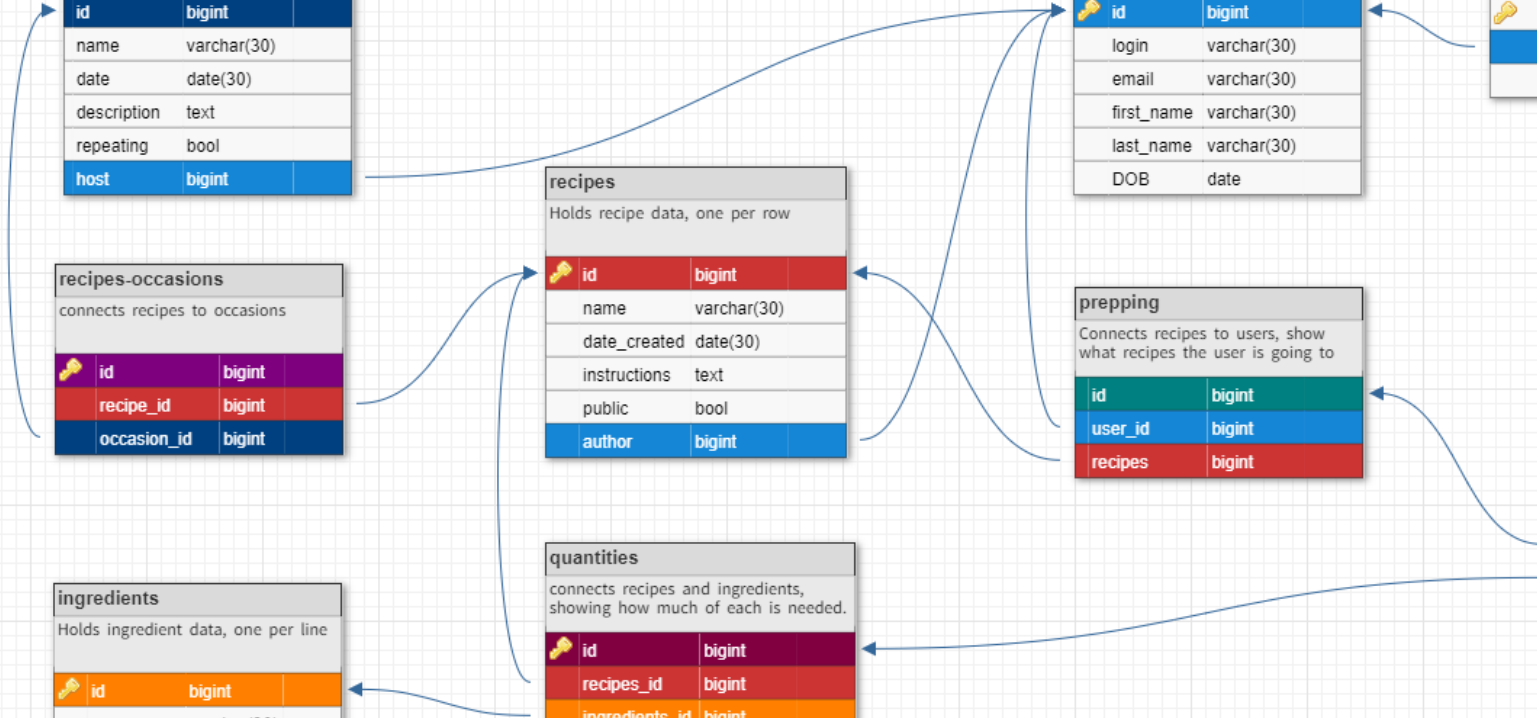 id bigint
name varchar(30)
date date(30)
description text
repeating bool
host bigint
id bigint
login varchar(30)
email varchar(30)
first_name varchar(30)
last_name varchar(30)
DOB date
recipes
Holds recipe data, one per row
id bigint
name varchar(30)
date_created date(30)
instructions text
public bool
author bigint
recipes-occasions
connects recipes to occasions
id bigint
recipe_id bigint
occasion_id bigint
prepping
Connects recipes to users, show
what recipes the user is going to
id bigint
user_id bigint
recipes bigint
quantities
connects recipes and ingredients,
showing how much of each is needed.
id bigint
recipes_id bigint
ingredients_id bigint
ingredients
Holds ingredient data, one per line
id bigint